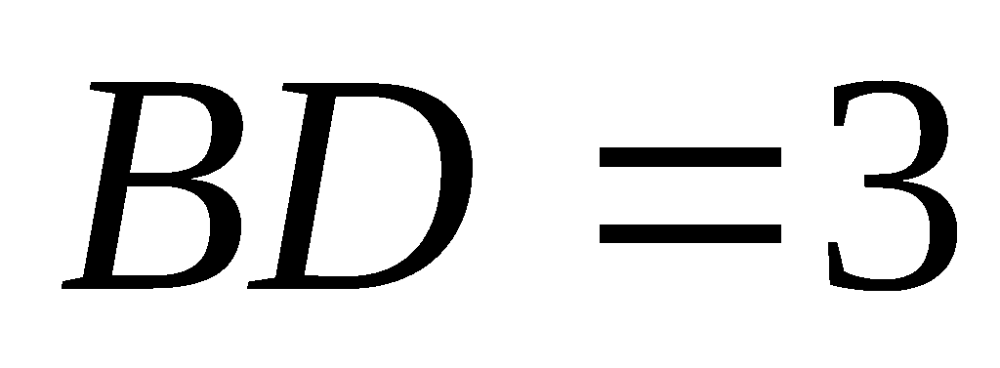 BD = 3